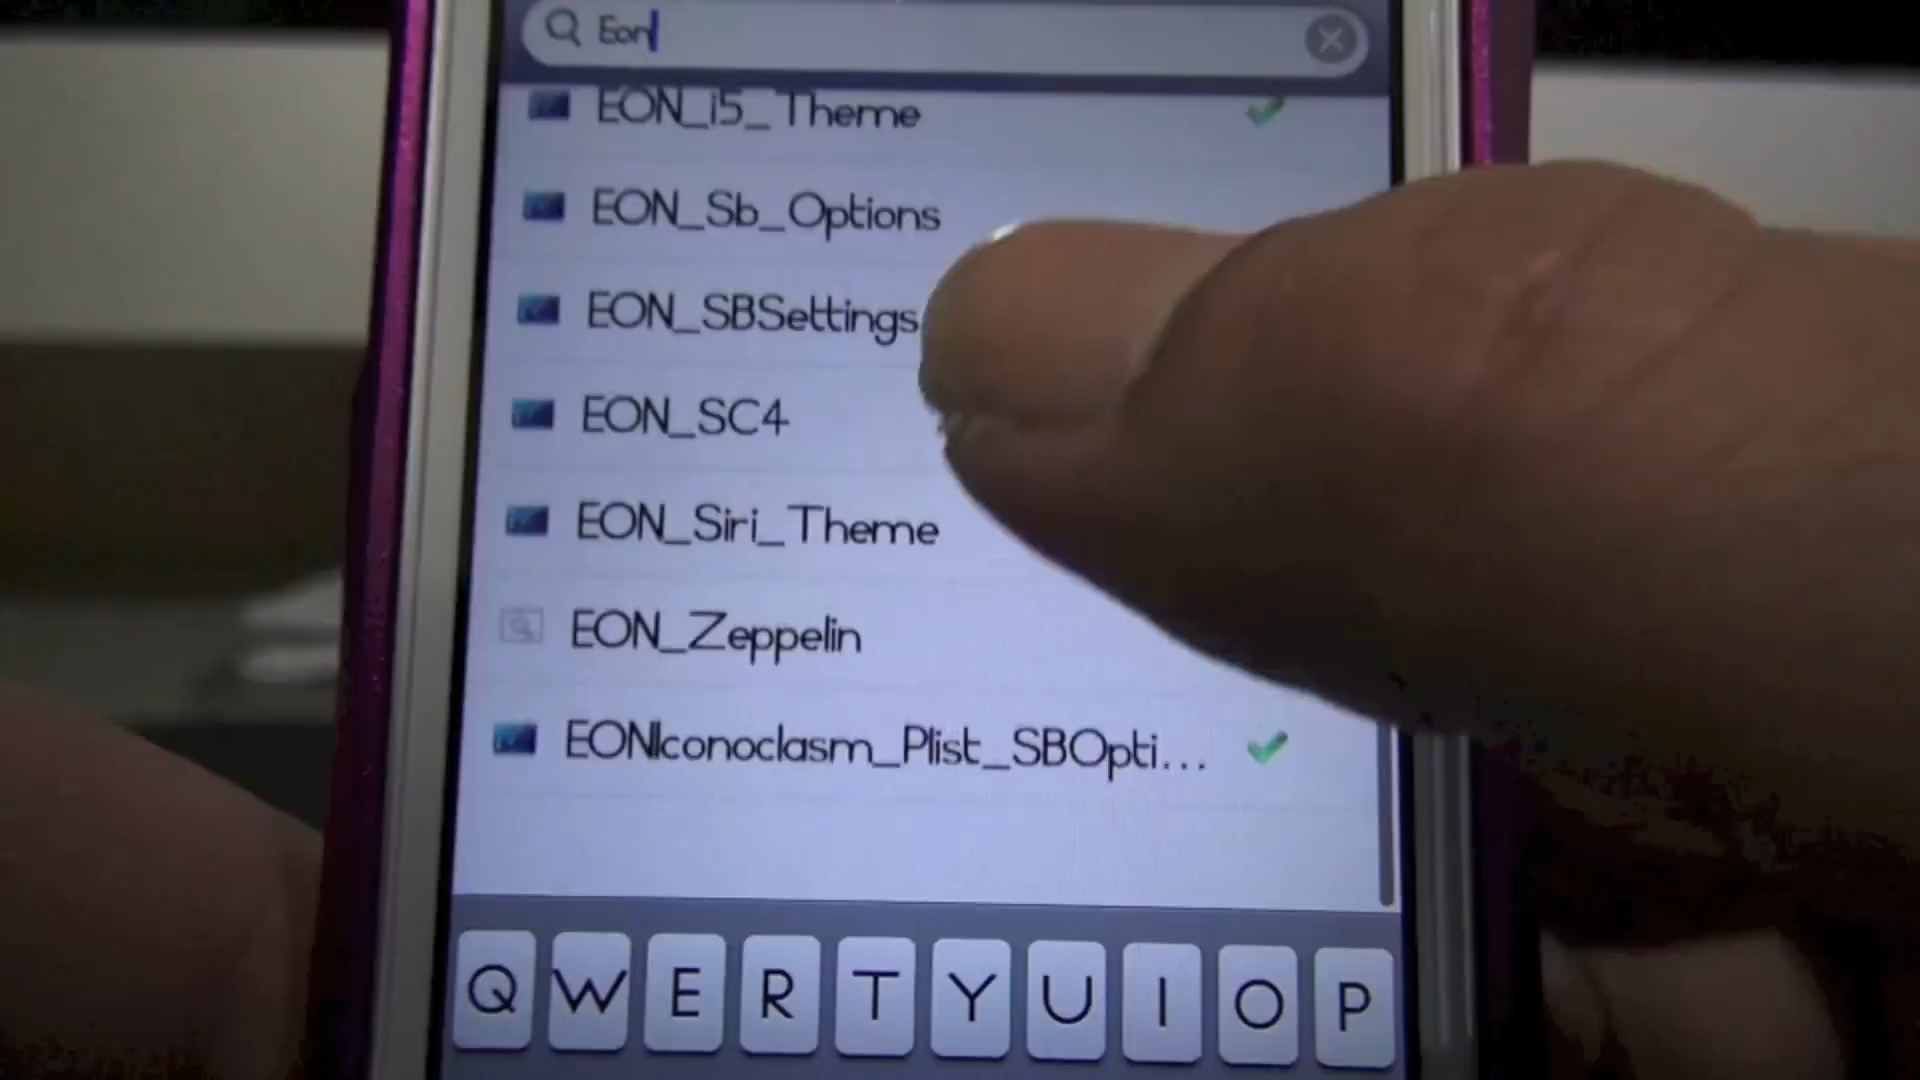 Eon
EON_i5_Theme
EON_Sb_Options
EON_SBSettings
EON_SC4
EON_Siri_Theme
EON_Zeppelin
EONIconoclasm_Plist_SBOpti...
Q W E R T Y U I O P